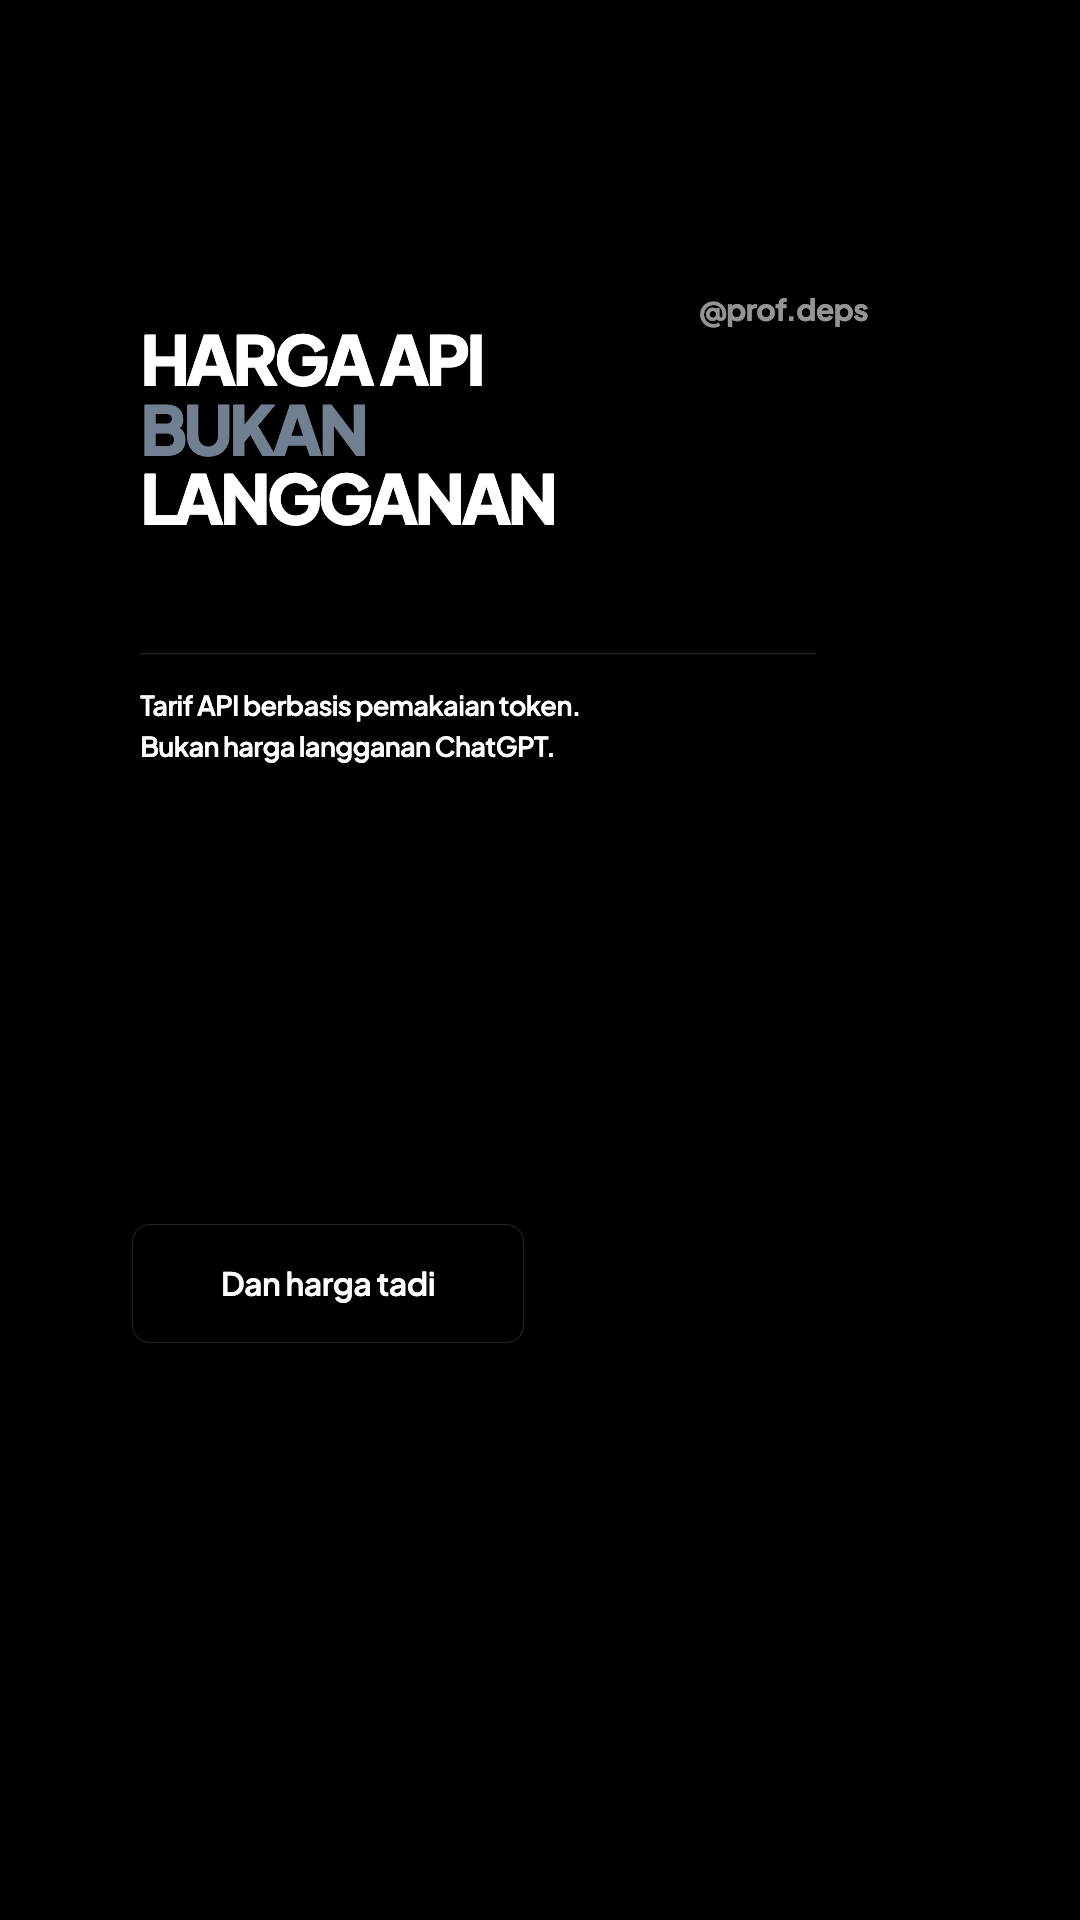 @prof.deps
HARGA API
BUKAN
LANGGANAN
Tarif API berbasis pemakaian token.
Bukan harga langganan ChatGPT.
Dan harga tadi